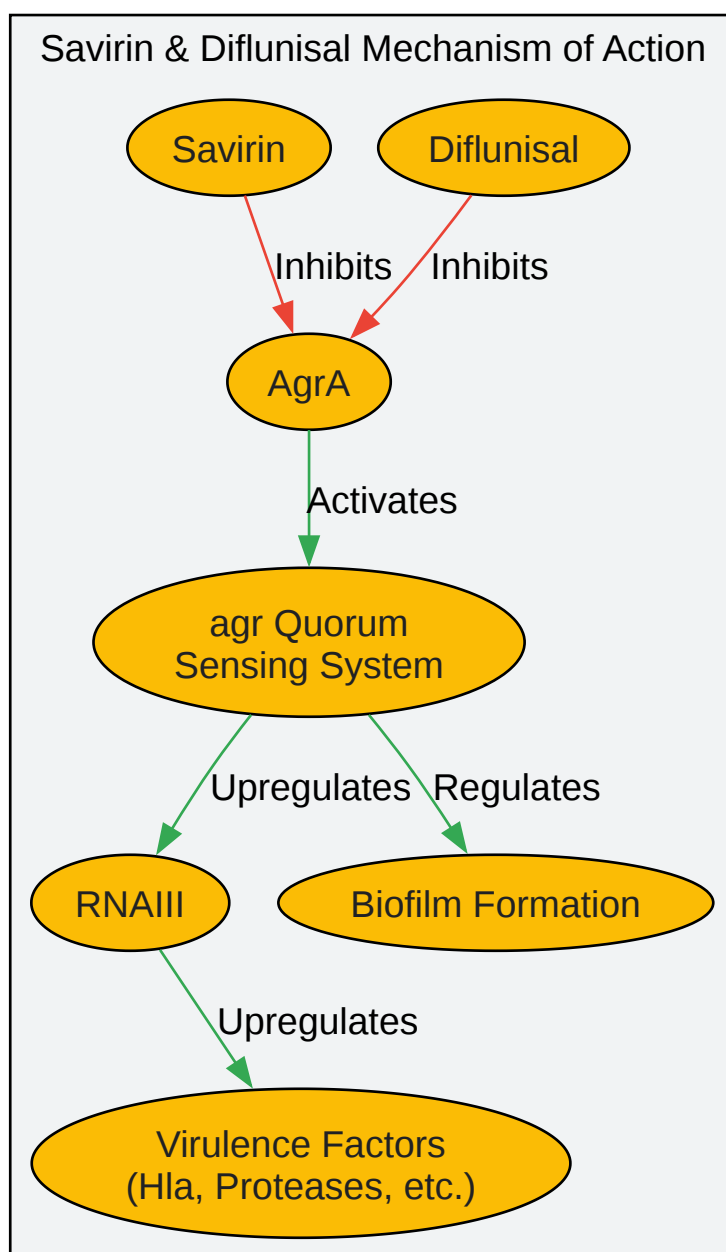 Savirin & Diflunisal Mechanism of Action
Savirin
Diflunisal
Inhibits
Inhibits
AgrA
Activates
agr Quorum
Sensing System
Upregulates
Regulates
RNAIII
Biofilm Formation
Upregulates
Virulence Factors
(Hla, Proteases, etc.)